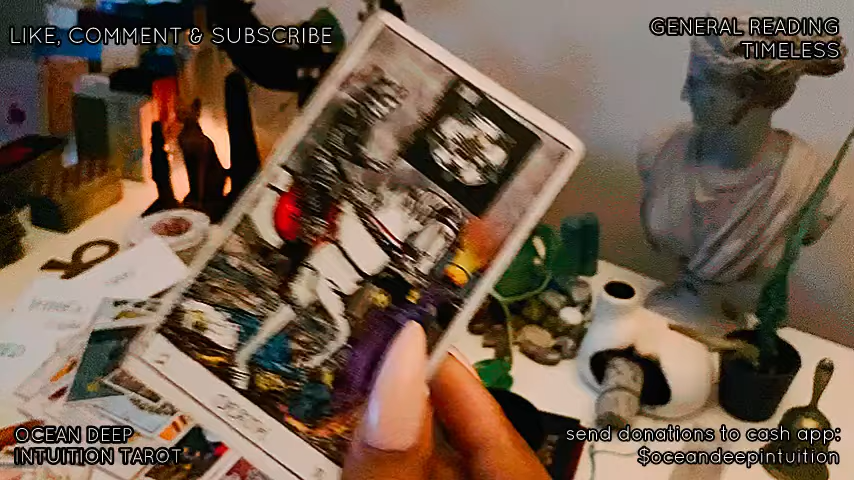 LIKE, COMMENT & SUBSCRIBE
GENERAL READING
TIMELESS
OCEAN DEEP
INTUITION TAROT
send donations to cash app:
$oceandeepintuition